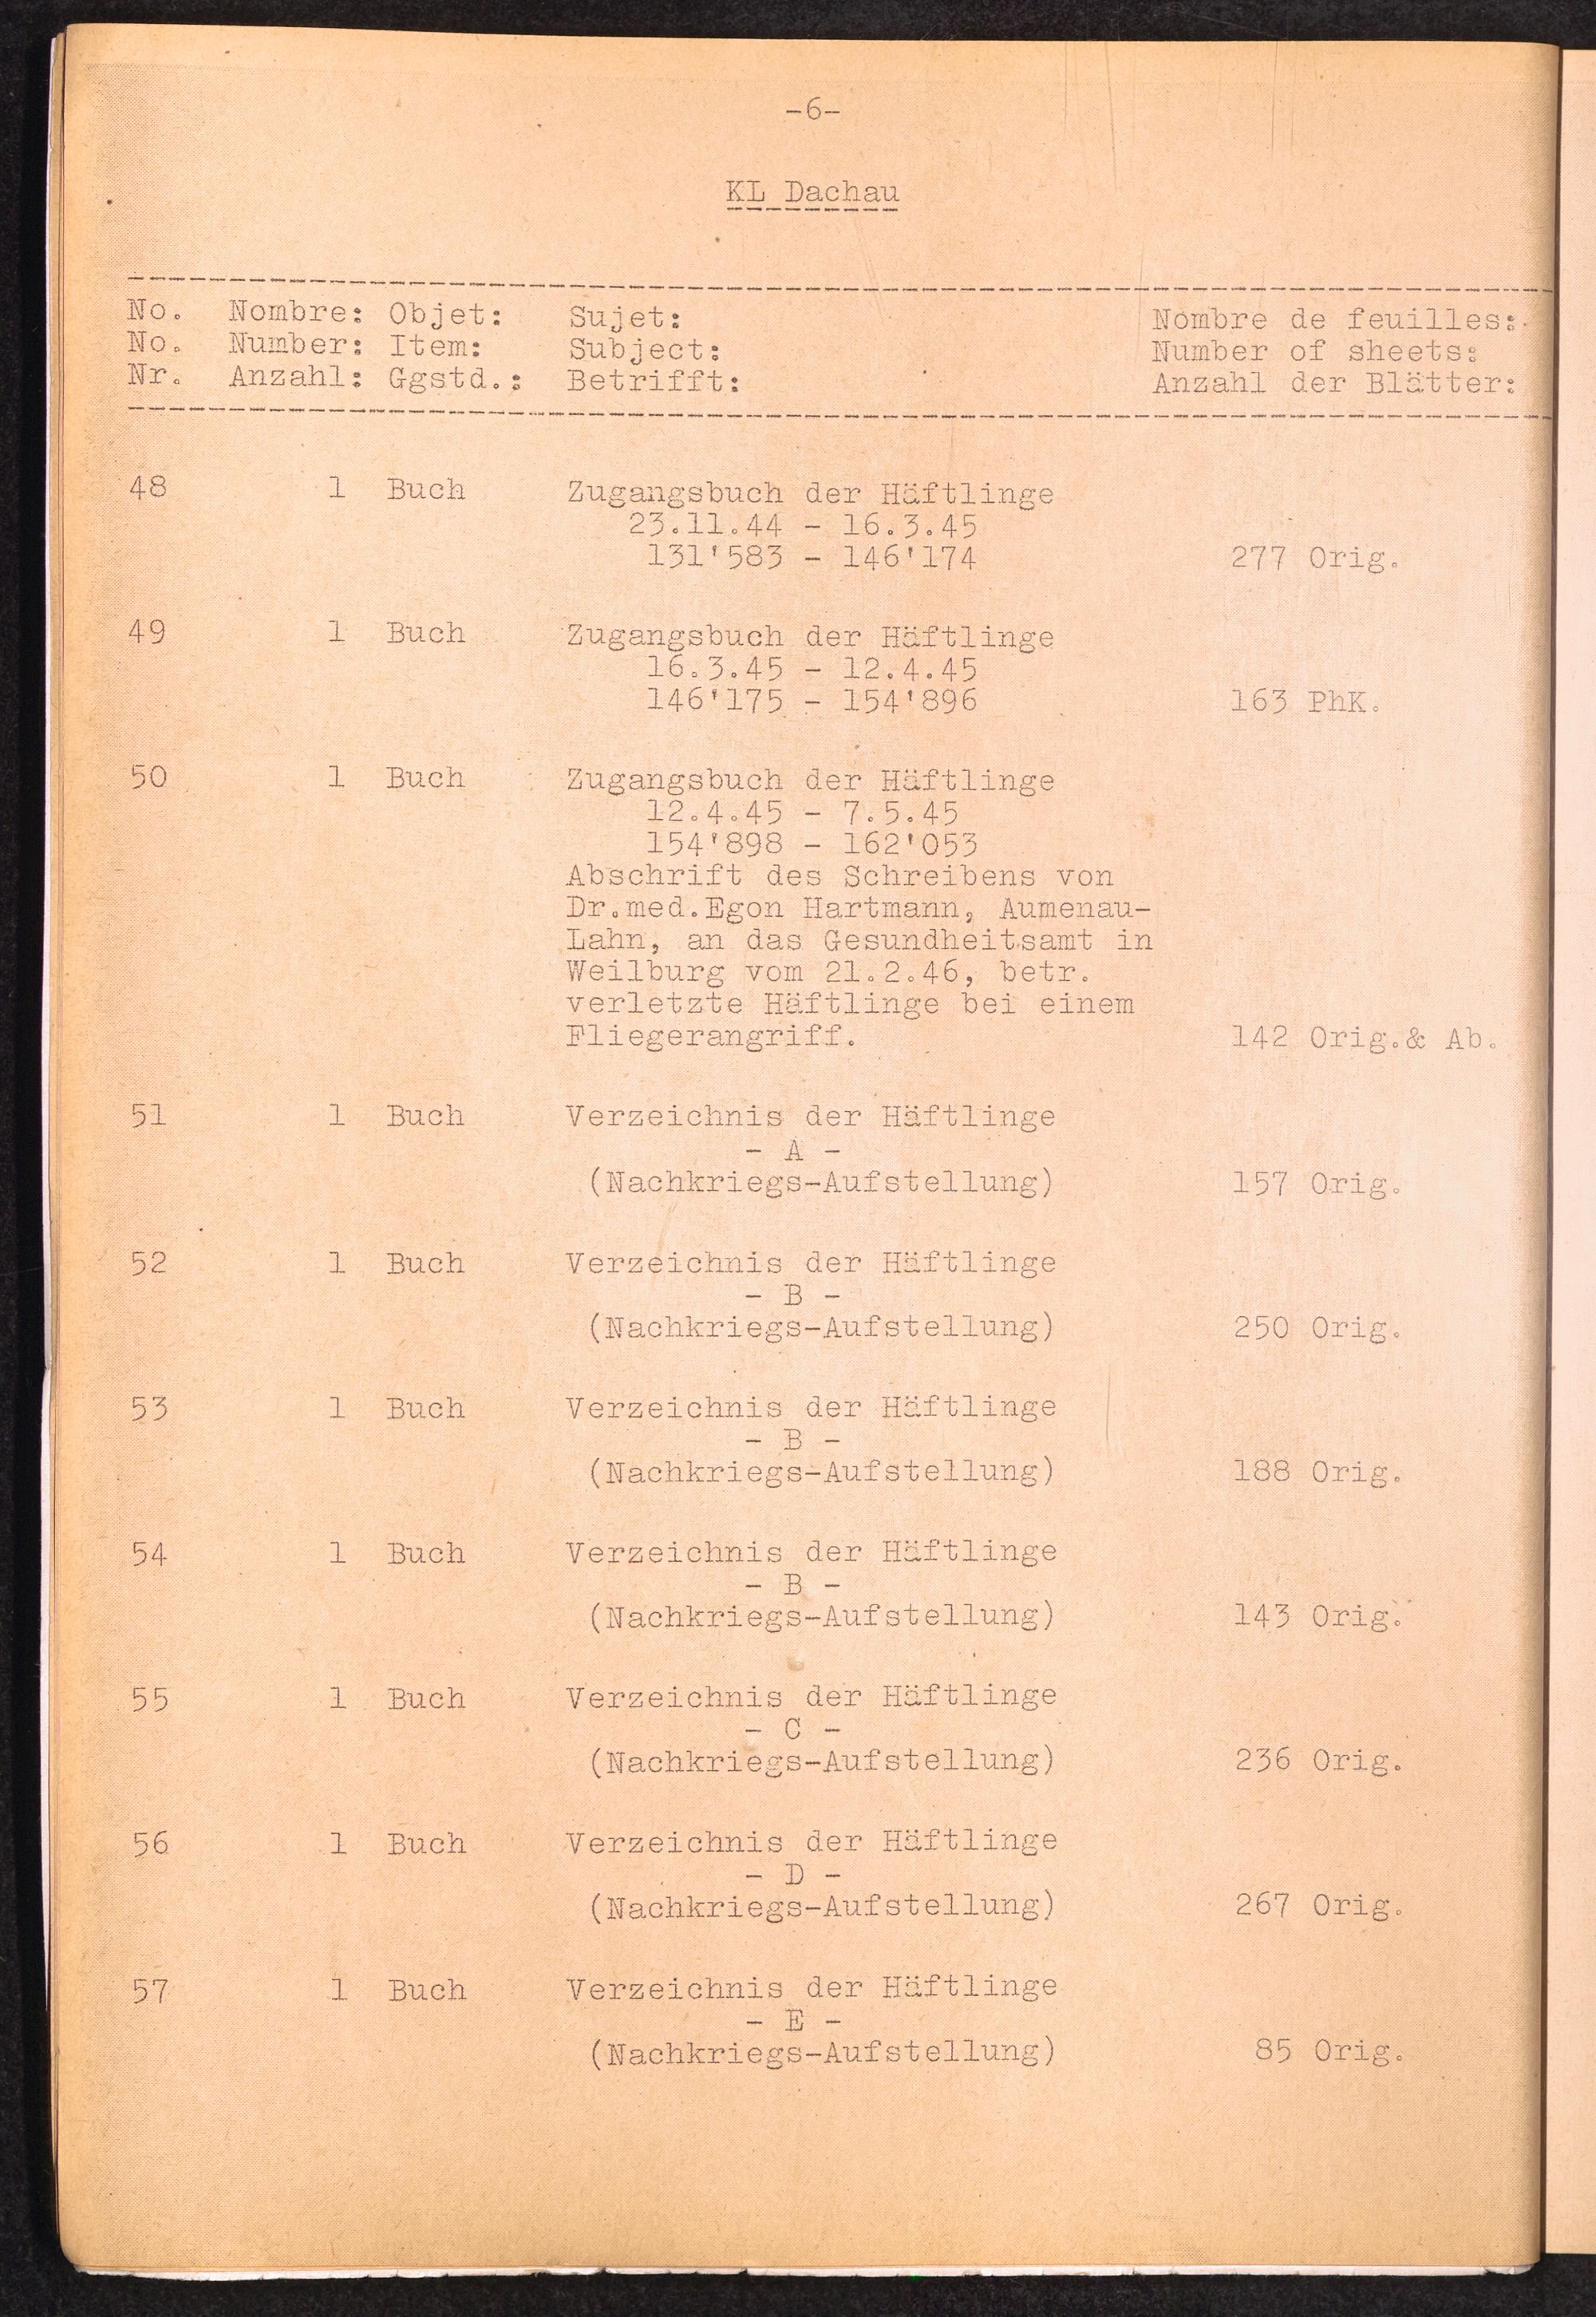 -6-
KL Dachau
No. Nombre: Objet: Sujet: Nombre de feuilles:
No. Number: Item: Subject: Number of sheets:
Nr. Anzahl: Ggstd.: Betrifft: Anzahl der Blätter:
48 1 Buch Zugangsbuch der Häftlinge
23.11.44 - 16.3.45
131'583 - 146'174 277 Orig.
49 1 Buch Zugangsbuch der Häftlinge
16.3.45 - 12.4.45
146'175 - 154'896 163 PhK.
50 1 Buch Zugangsbuch der Häftlinge
12.4.45 - 7.5.45
154'898 - 162'053
Abschrift des Schreibens von
Dr.med.Egon Hartmann, Aumenau-
Lahn, an das Gesundheitsamt in
Weilburg vom 21.2.46, betr.
verletzte Häftlinge bei einem
Fliegerangriff. 142 Orig.& Ab.
51 1 Buch Verzeichnis der Häftlinge
- A -
(Nachkriegs-Aufstellung) 157 Orig.
52 1 Buch Verzeichnis der Häftlinge
- B -
(Nachkriegs-Aufstellung) 250 Orig.
53 1 Buch Verzeichnis der Häftlinge
- B -
(Nachkriegs-Aufstellung) 188 Orig.
54 1 Buch Verzeichnis der Häftlinge
- B -
(Nachkriegs-Aufstellung) 143 Orig.
55 1 Buch Verzeichnis der Häftlinge
- C -
(Nachkriegs-Aufstellung) 236 Orig.
56 1 Buch Verzeichnis der Häftlinge
- D -
(Nachkriegs-Aufstellung) 267 Orig.
57 1 Buch Verzeichnis der Häftlinge
- E -
(Nachkriegs-Aufstellung) 85 Orig.